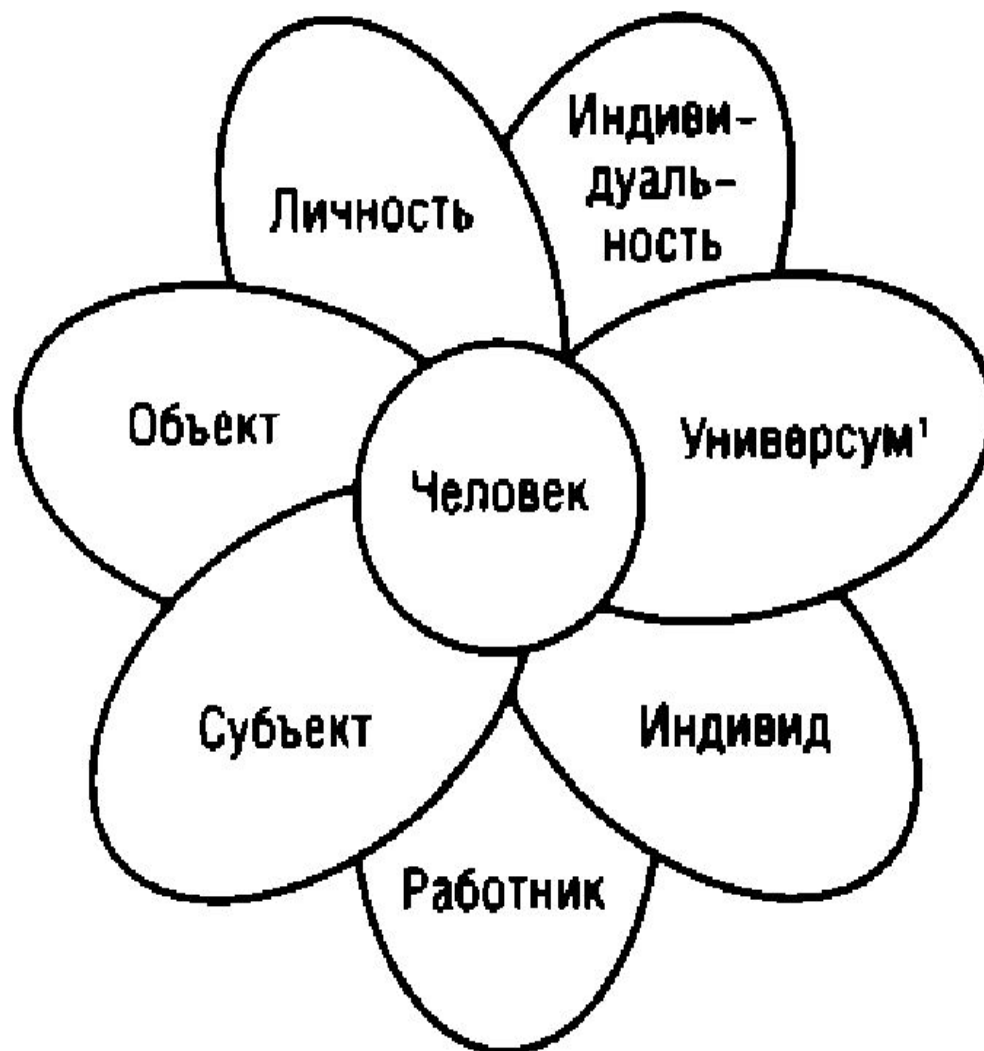 Индиви-
дуаль-
ность
Личность
Объект
Универсум¹
Человек
Субъект
Индивид
Работник